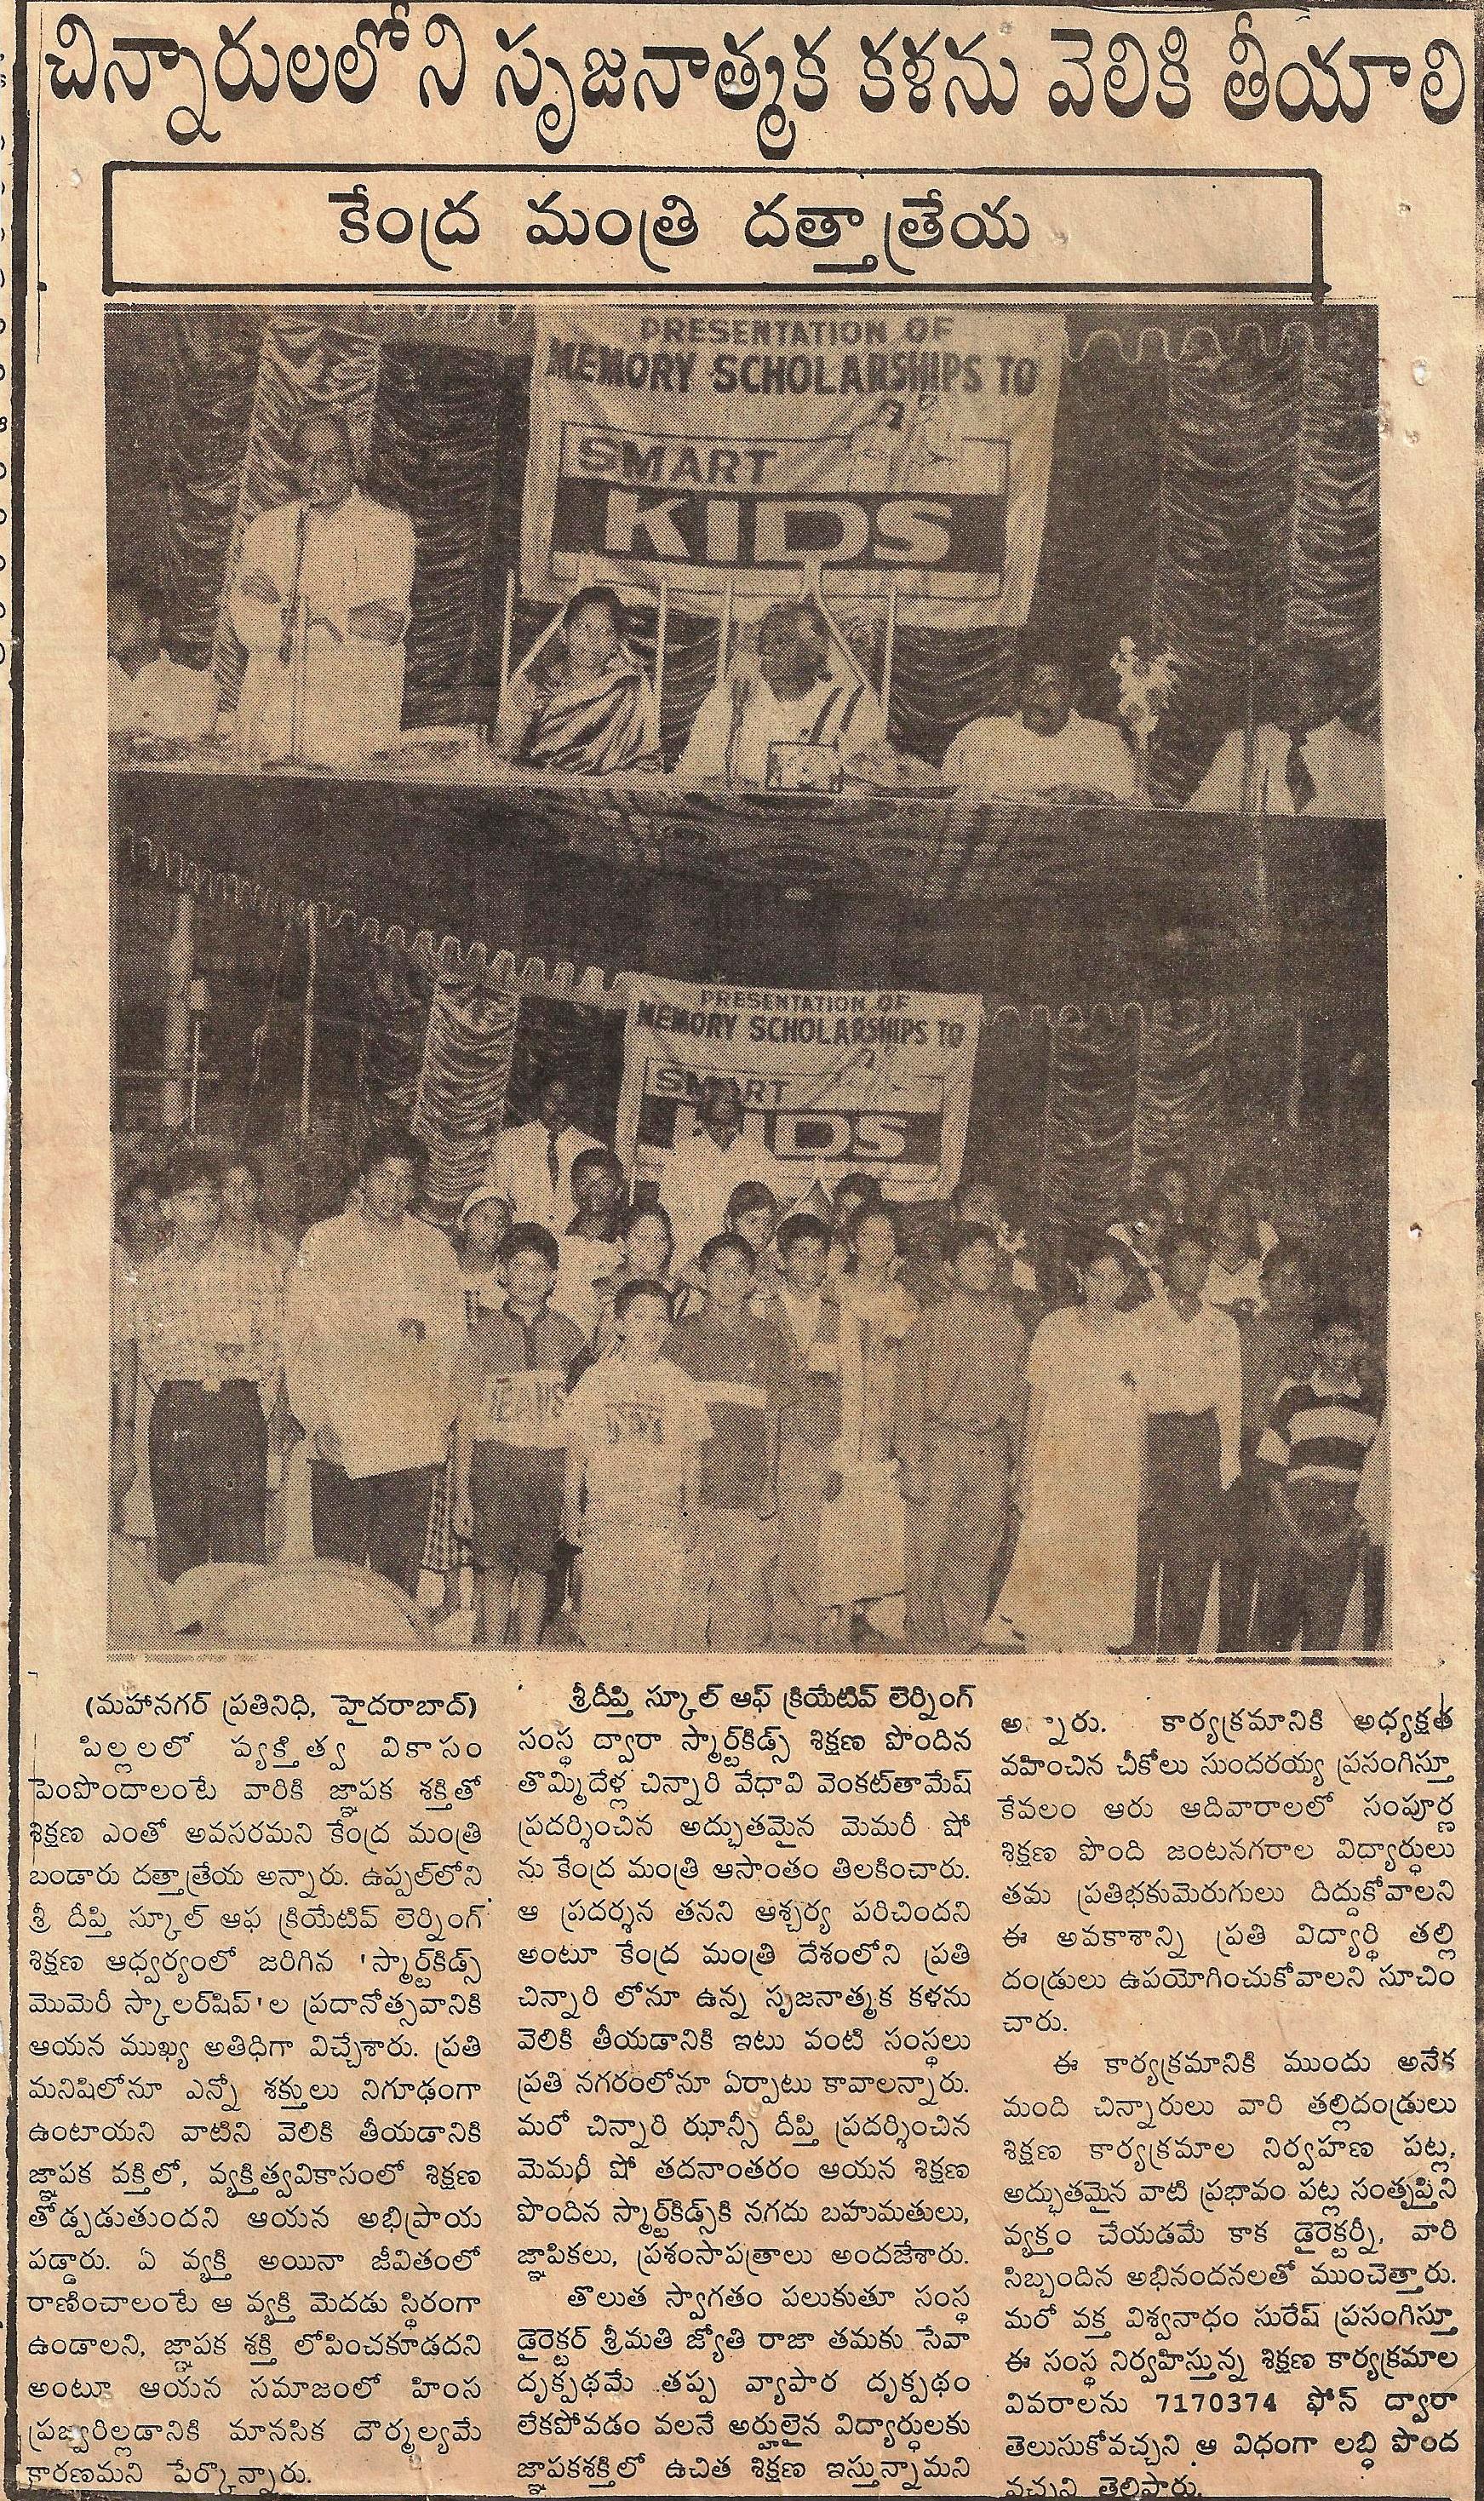 చిన్నారులలోని సృజనాత్మక కళను వెలికి తీయాలి
కేంద్ర మంత్రి దత్తాత్రేయ
PRESENTATION OF
MEMORY SCHOLARSHIPS TO
SMART
KIDS
PRESENTATION OF
MEMORY SCHOLARSHIPS TO
SMART
KIDS
(మహానగర్ ప్రతినిధి, హైదరాబాద్)
పిల్లలలో వ్యక్తిత్వ వికాసం
పెంపొందాలంటే వారికి జ్ఞాపక శక్తితో
శిక్షణ ఎంతో అవసరమని కేంద్ర మంత్రి
బండారు దత్తాత్రేయ అన్నారు. ఉప్పల్‌లోని
శ్రీ దీప్తి స్కూల్ ఆఫ్ క్రియేటివ్ లెర్నింగ్
శిక్షణ ఆధ్వర్యంలో జరిగిన 'స్మార్ట్‌కిడ్స్
మొమెరీ స్కాలర్‌షిప్'ల ప్రదానోత్సవానికి
ఆయన ముఖ్య అతిధిగా విచ్చేశారు. ప్రతి
మనిషిలోనూ ఎన్నో శక్తులు నిగూఢంగా
ఉంటాయని వాటిని వెలికి తీయడానికి
జ్ఞాపక వక్తిలో, వ్యక్తిత్వవికాసంలో శిక్షణ
తోడ్పడుతుందని ఆయన అభిప్రాయ
పడ్డారు. ఏ వ్యక్తి అయినా జీవితంలో
రాణించాలంటే ఆ వ్యక్తి మెదడు స్థిరంగా
ఉండాలని, జ్ఞాపక శక్తి లోపించకూడదని
అంటూ ఆయన సమాజంలో హింస
ప్రజ్వరిల్లడానికి మానసిక దౌర్బల్యమే
కారణమని పేర్కొన్నారు.
శ్రీదీప్తి స్కూల్ ఆఫ్ క్రియేటివ్ లెర్నింగ్
సంస్థ ద్వారా స్మార్ట్‌కిడ్స్ శిక్షణ పొందిన
తొమ్మిదేళ్ల చిన్నారి వేధావి వెంకట్‌తామేష్
ప్రదర్శించిన అద్భుతమైన మెమరీ షో
ను కేంద్ర మంత్రి ఆసాంతం తిలకించారు.
ఆ ప్రదర్శన తనని ఆశ్చర్య పరిచిందని
అంటూ కేంద్ర మంత్రి దేశంలోని ప్రతి
చిన్నారి లోనూ ఉన్న సృజనాత్మక కళను
వెలికి తీయడానికి ఇటు వంటి సంస్థలు
ప్రతి నగరంలోనూ ఏర్పాటు కావాలన్నారు.
మరో చిన్నారి ఝాన్సీ దీప్తి ప్రదర్శించిన
మెమరీ షో తదనాంతరం ఆయన శిక్షణ
పొందిన స్మార్ట్‌కిడ్స్‌కి నగదు బహుమతులు,
జ్ఞాపికలు, ప్రశంసాపత్రాలు అందజేశారు.
తొలుత స్వాగతం పలుకుతూ సంస్థ
డైరెక్టర్ శ్రీమతి జ్యోతి రాజా తమకు సేవా
దృక్పథమే తప్ప వ్యాపార దృక్పథం
లేకపోవడం వలనే అర్హులైన విద్యార్థులకు
జ్ఞాపకశక్తిలో ఉచిత శిక్షణ ఇస్తున్నామని
అన్నారు. కార్యక్రమానికి అధ్యక్షత
వహించిన చీకోలు సుందరయ్య ప్రసంగిస్తూ
కేవలం ఆరు ఆదివారాలలో సంపూర్ణ
శిక్షణ పొంది జంటనగరాల విద్యార్థులు
తమ ప్రతిభకుమెరుగులు దిద్దుకోవాలని
ఈ అవకాశాన్ని ప్రతి విద్యార్థి తల్లి
దండ్రులు ఉపయోగించుకోవాలని సూచిం
చారు.
ఈ కార్యక్రమానికి ముందు అనేక
మంది చిన్నారులు వారి తల్లిదండ్రులు
శిక్షణ కార్యక్రమాల నిర్వహణ పట్ల,
అద్భుతమైన వాటి ప్రభావం పట్ల సంతృప్తిని
వ్యక్తం చేయడమే కాక డైరెక్టర్నీ, వారి
సిబ్బందిన అభినందనలతో ముంచెత్తారు.
మరో వక్త విశ్వనాధం సురేష్ ప్రసంగిస్తూ
ఈ సంస్థ నిర్వహిస్తున్న శిక్షణ కార్యక్రమాల
వివరాలను 7170374 ఫోన్ ద్వారా
తెలుసుకోవచ్చని ఆ విధంగా లబ్ధి పొంద
వచ్చని తెలిపారు.